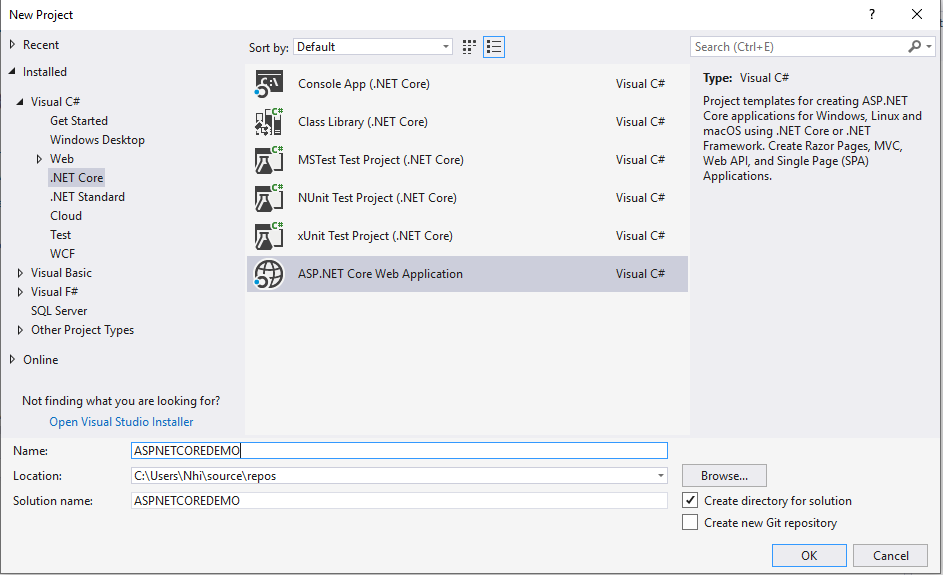 New Project
?
Recent
Installed
Visual C#
Get Started
Windows Desktop
Web
.NET Core
.NET Standard
Cloud
Test
WCF
Visual Basic
Visual F#
SQL Server
Other Project Types
Online
Not finding what you are looking for?
Open Visual Studio Installer
Sort by: Default
Console App (.NET Core) Visual C#
Class Library (.NET Core) Visual C#
MSTest Test Project (.NET Core) Visual C#
NUnit Test Project (.NET Core) Visual C#
xUnit Test Project (.NET Core) Visual C#
ASP.NET Core Web Application Visual C#
Search (Ctrl+E)
Type: Visual C#
Project templates for creating ASP.NET
Core applications for Windows, Linux and
macOS using .NET Core or .NET
Framework. Create Razor Pages, MVC,
Web API, and Single Page (SPA)
Applications.
Name: ASPNETCOREDEMO
Location: C:\Users\Nhi\source\repos
Browse...
Solution name: ASPNETCOREDEMO
Create directory for solution
Create new Git repository
OK Cancel